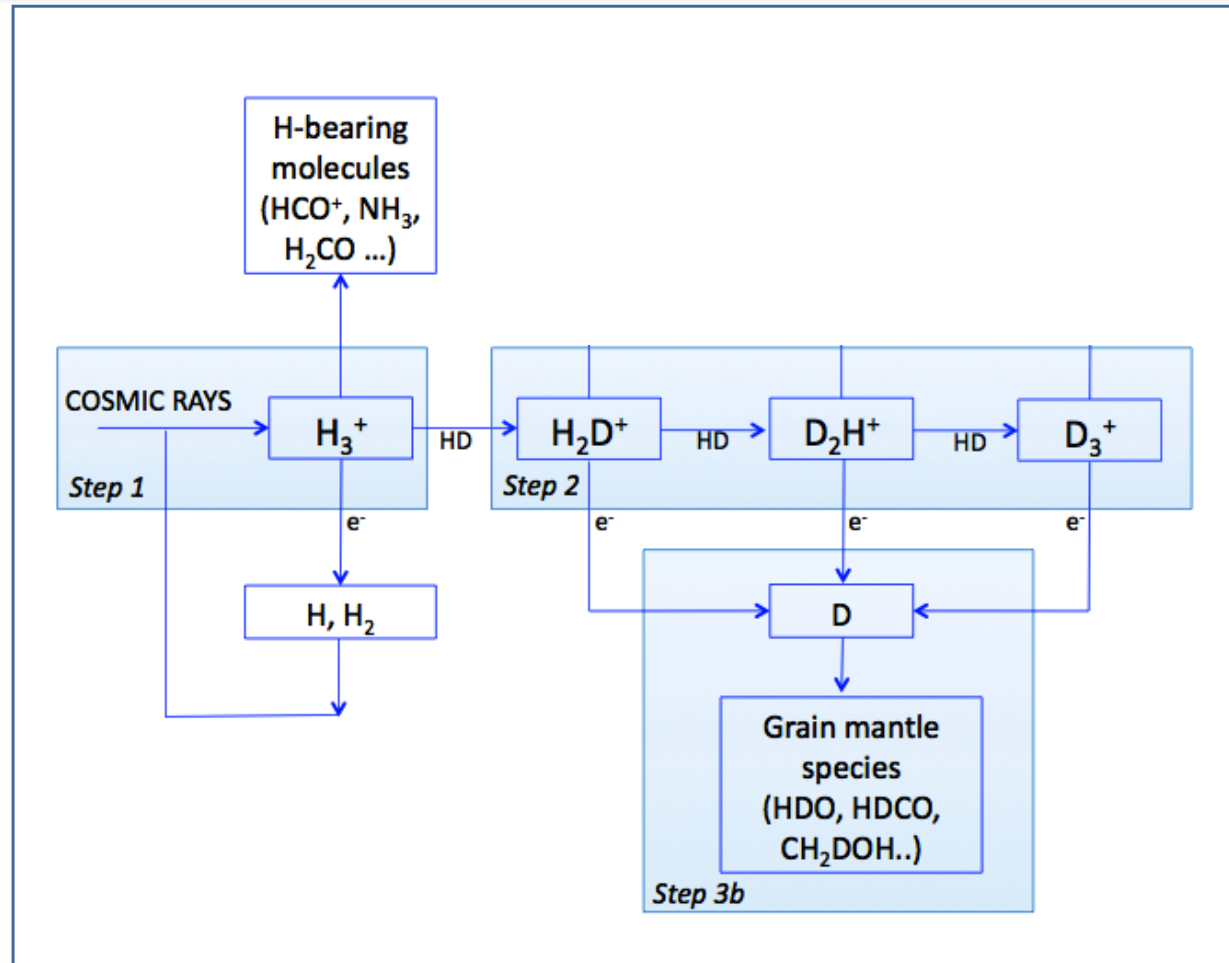 H-bearing
molecules
(HCO⁺, NH₃,
H₂CO ...)
COSMIC RAYS
H₃⁺
HD
H₂D⁺
HD
D₂H⁺
HD
D₃⁺
Step 1
Step 2
e⁻
e⁻
e⁻
e⁻
H, H₂
D
Grain mantle
species
(HDO, HDCO,
CH₂DOH..)
Step 3b